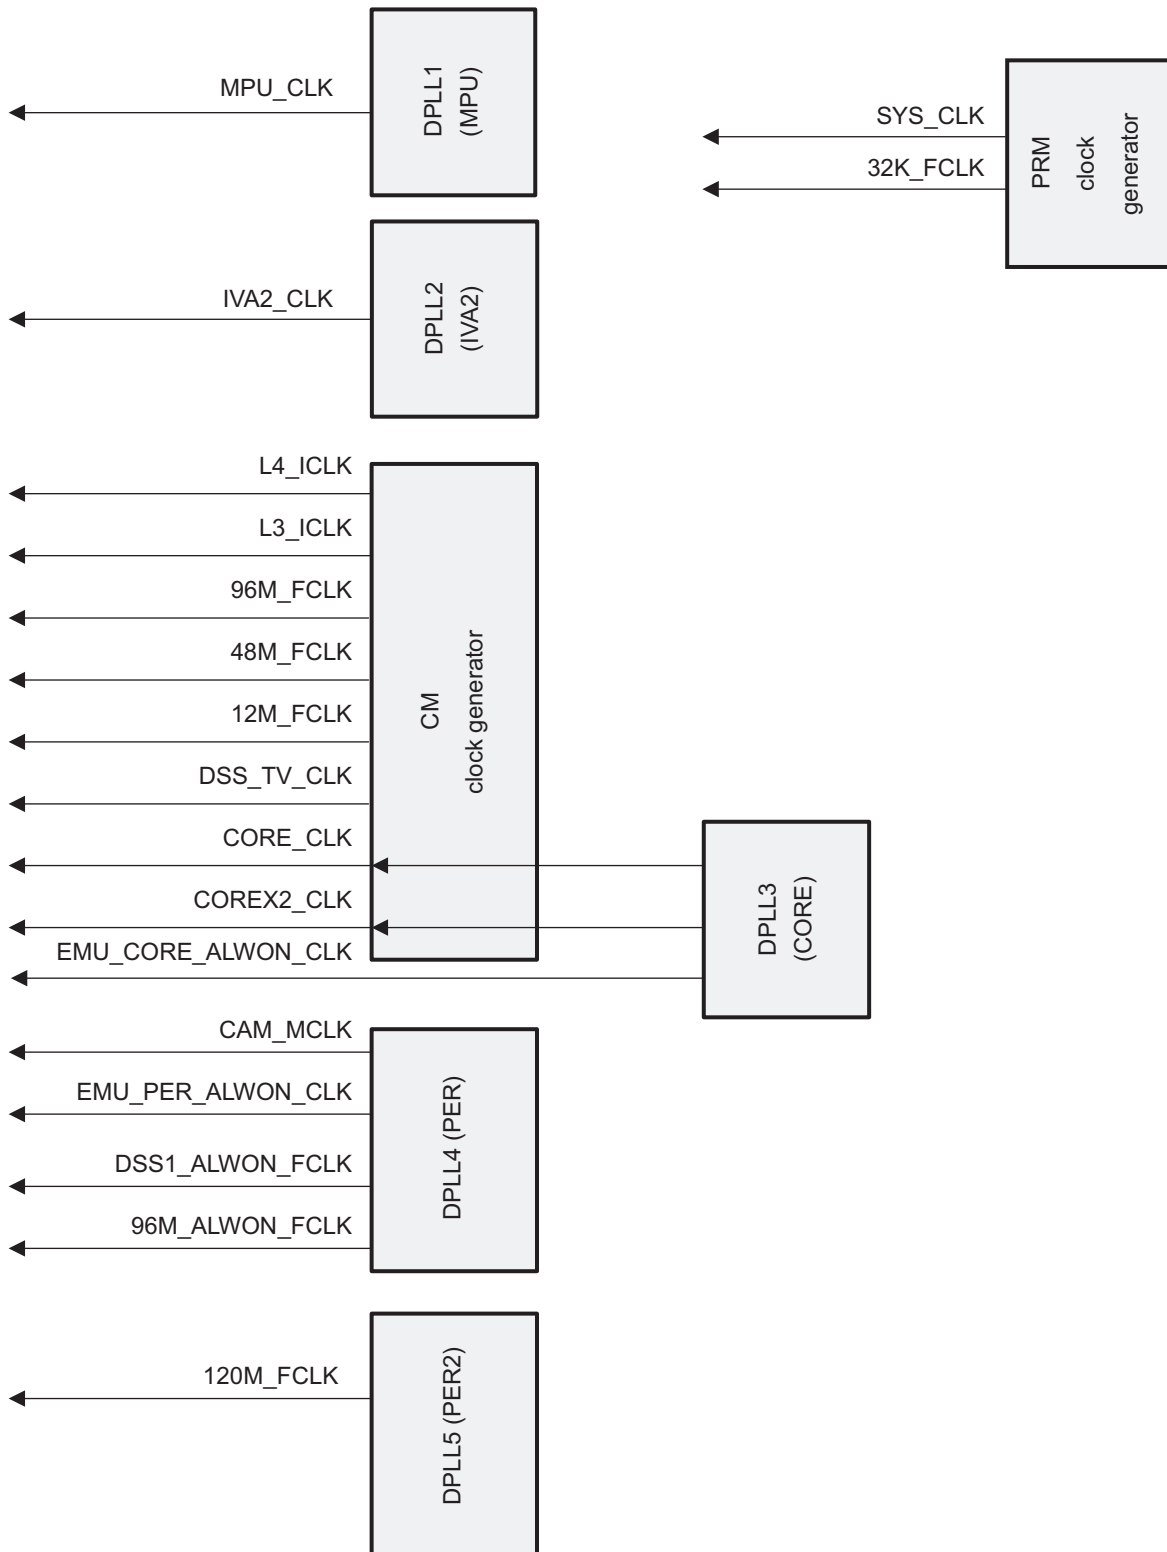 MPU_CLK
DPLL1
(MPU)
SYS_CLK
32K_FCLK
PRM
clock
generator
IVA2_CLK
DPLL2
(IVA2)
L4_ICLK
L3_ICLK
96M_FCLK
48M_FCLK
12M_FCLK
DSS_TV_CLK
CORE_CLK
COREX2_CLK
EMU_CORE_ALWON_CLK
CM
clock generator
DPLL3
(CORE)
CAM_MCLK
EMU_PER_ALWON_CLK
DSS1_ALWON_FCLK
96M_ALWON_FCLK
DPLL4 (PER)
120M_FCLK
DPLL5 (PER2)